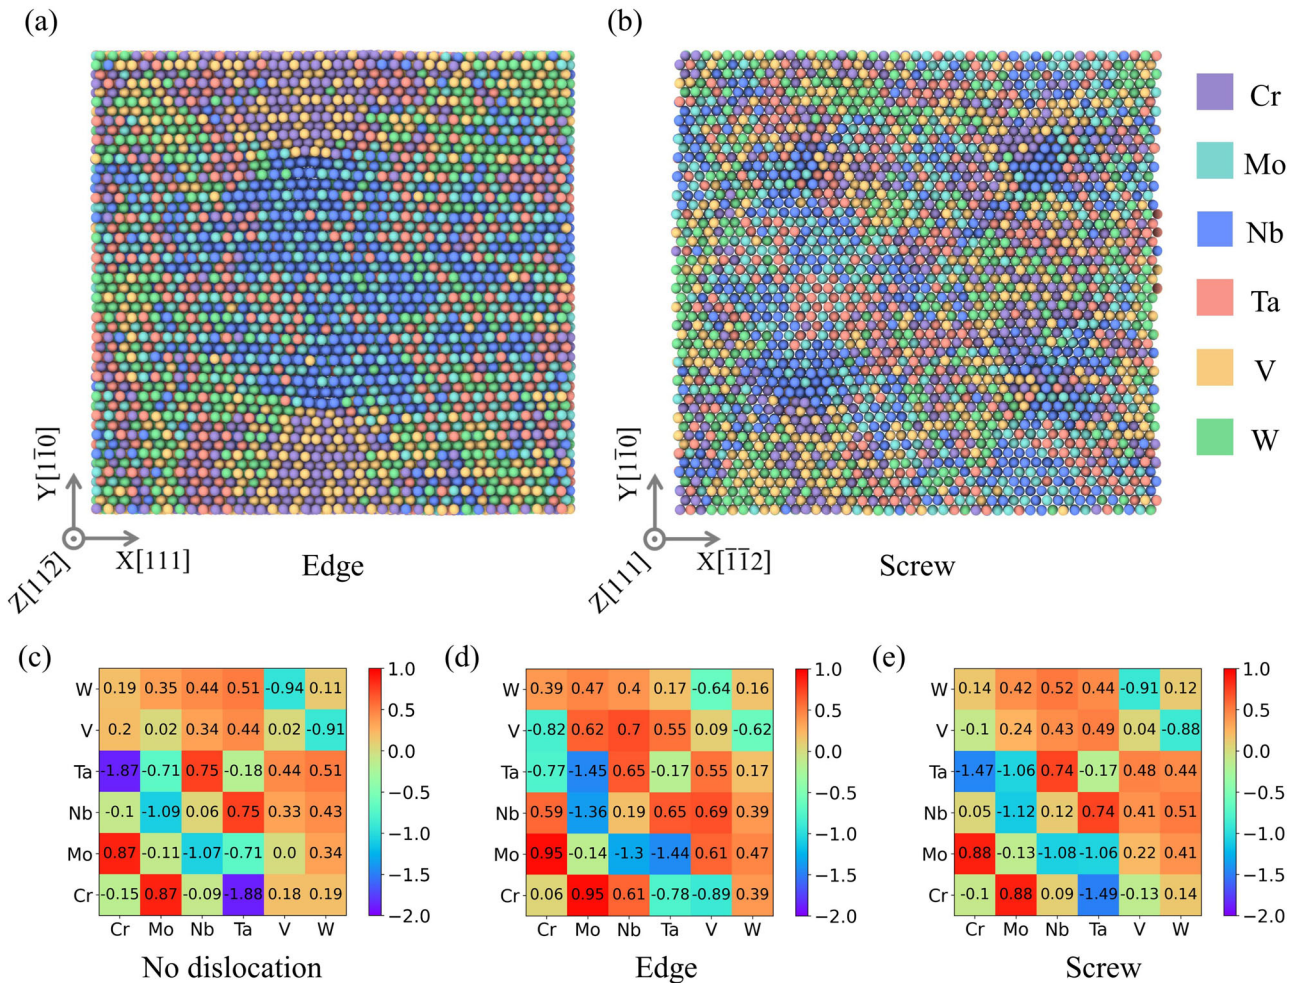 (a)
(b)
Cr
Mo
Nb
Ta
V
W
Y[11̅0]
Z[112̅]
X[111]
Edge
Y[11̅0]
Z[111]
X[1̅1̅2]
Screw
(c)
W 0.19 0.35 0.44 0.51 -0.94 0.11
V 0.2 0.02 0.34 0.44 0.02 -0.91
Ta -1.87 -0.71 0.75 -0.18 0.44 0.51
Nb -0.1 -1.09 0.06 0.75 0.33 0.43
Mo 0.87 -0.11 -1.07 -0.71 0.0 0.34
Cr -0.15 0.87 -0.09 -1.88 0.18 0.19
Cr Mo Nb Ta V W
1.0
0.5
0.0
−0.5
−1.0
−1.5
−2.0
No dislocation
(d)
W 0.39 0.47 0.4 0.17 -0.64 0.16
V -0.82 0.62 0.7 0.55 0.09 -0.62
Ta -0.77 -1.45 0.65 -0.17 0.55 0.17
Nb 0.59 -1.36 0.19 0.65 0.69 0.39
Mo 0.95 -0.14 -1.3 -1.44 0.61 0.47
Cr 0.06 0.95 0.61 -0.78 -0.89 0.39
Cr Mo Nb Ta V W
1.0
0.5
0.0
−0.5
−1.0
−1.5
−2.0
Edge
(e)
W 0.14 0.42 0.52 0.44 -0.91 0.12
V -0.1 0.24 0.43 0.49 0.04 -0.88
Ta -1.47 -1.06 0.74 -0.17 0.48 0.44
Nb 0.05 -1.12 0.12 0.74 0.41 0.51
Mo 0.88 -0.13 -1.08 -1.06 0.22 0.41
Cr -0.1 0.88 0.09 -1.49 -0.13 0.14
Cr Mo Nb Ta V W
1.0
0.5
0.0
−0.5
−1.0
−1.5
−2.0
Screw